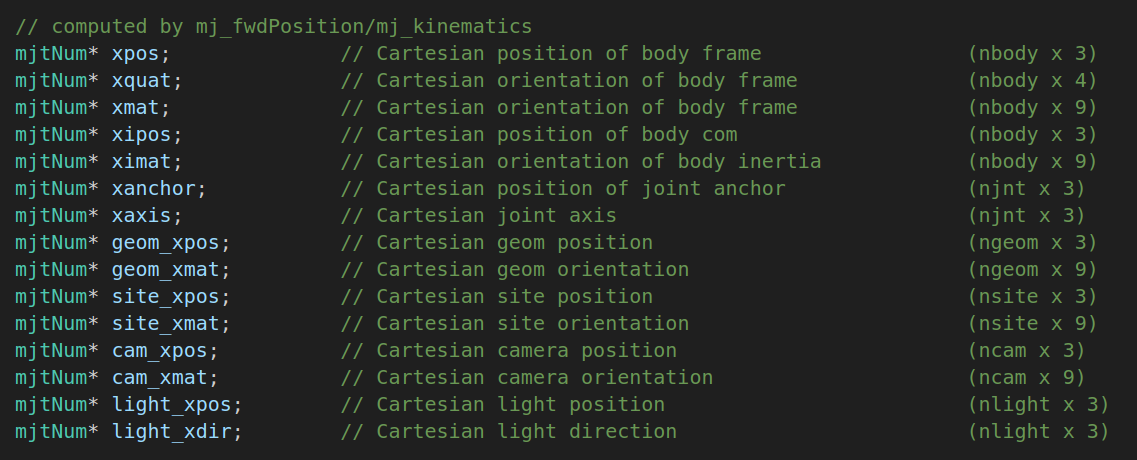 // computed by mj_fwdPosition/mj_kinematics
mjtNum* xpos; // Cartesian position of body frame (nbody x 3)
mjtNum* xquat; // Cartesian orientation of body frame (nbody x 4)
mjtNum* xmat; // Cartesian orientation of body frame (nbody x 9)
mjtNum* xipos; // Cartesian position of body com (nbody x 3)
mjtNum* ximat; // Cartesian orientation of body inertia (nbody x 9)
mjtNum* xanchor; // Cartesian position of joint anchor (njnt x 3)
mjtNum* xaxis; // Cartesian joint axis (njnt x 3)
mjtNum* geom_xpos; // Cartesian geom position (ngeom x 3)
mjtNum* geom_xmat; // Cartesian geom orientation (ngeom x 9)
mjtNum* site_xpos; // Cartesian site position (nsite x 3)
mjtNum* site_xmat; // Cartesian site orientation (nsite x 9)
mjtNum* cam_xpos; // Cartesian camera position (ncam x 3)
mjtNum* cam_xmat; // Cartesian camera orientation (ncam x 9)
mjtNum* light_xpos; // Cartesian light position (nlight x 3)
mjtNum* light_xdir; // Cartesian light direction (nlight x 3)